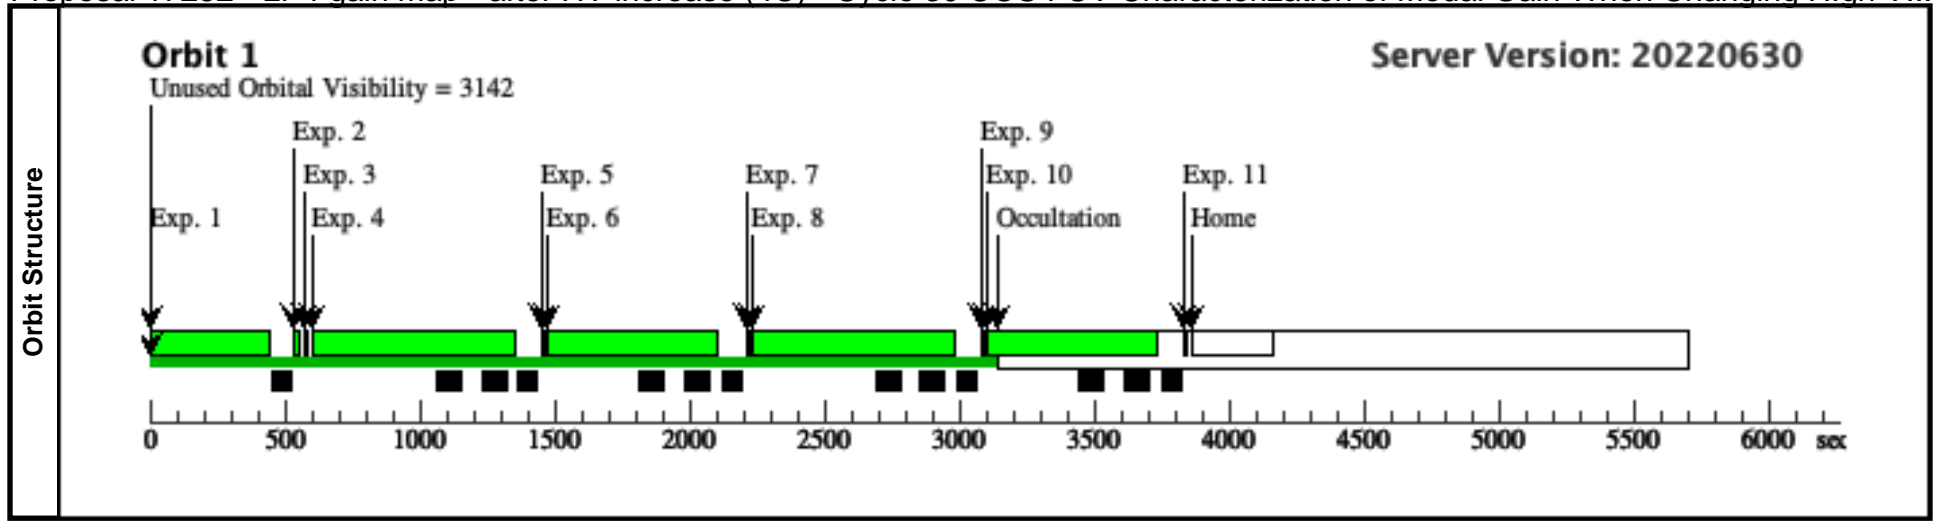 Orbit Structure
Orbit 1
Server Version: 20220630
Unused Orbital Visibility = 3142
Exp. 2
Exp. 9
Exp. 3
Exp. 5
Exp. 7
Exp. 10
Exp. 11
Exp. 1
Exp. 4
Exp. 6
Exp. 8
Occultation
Home
0 500 1000 1500 2000 2500 3000 3500 4000 4500 5000 5500 6000 sec